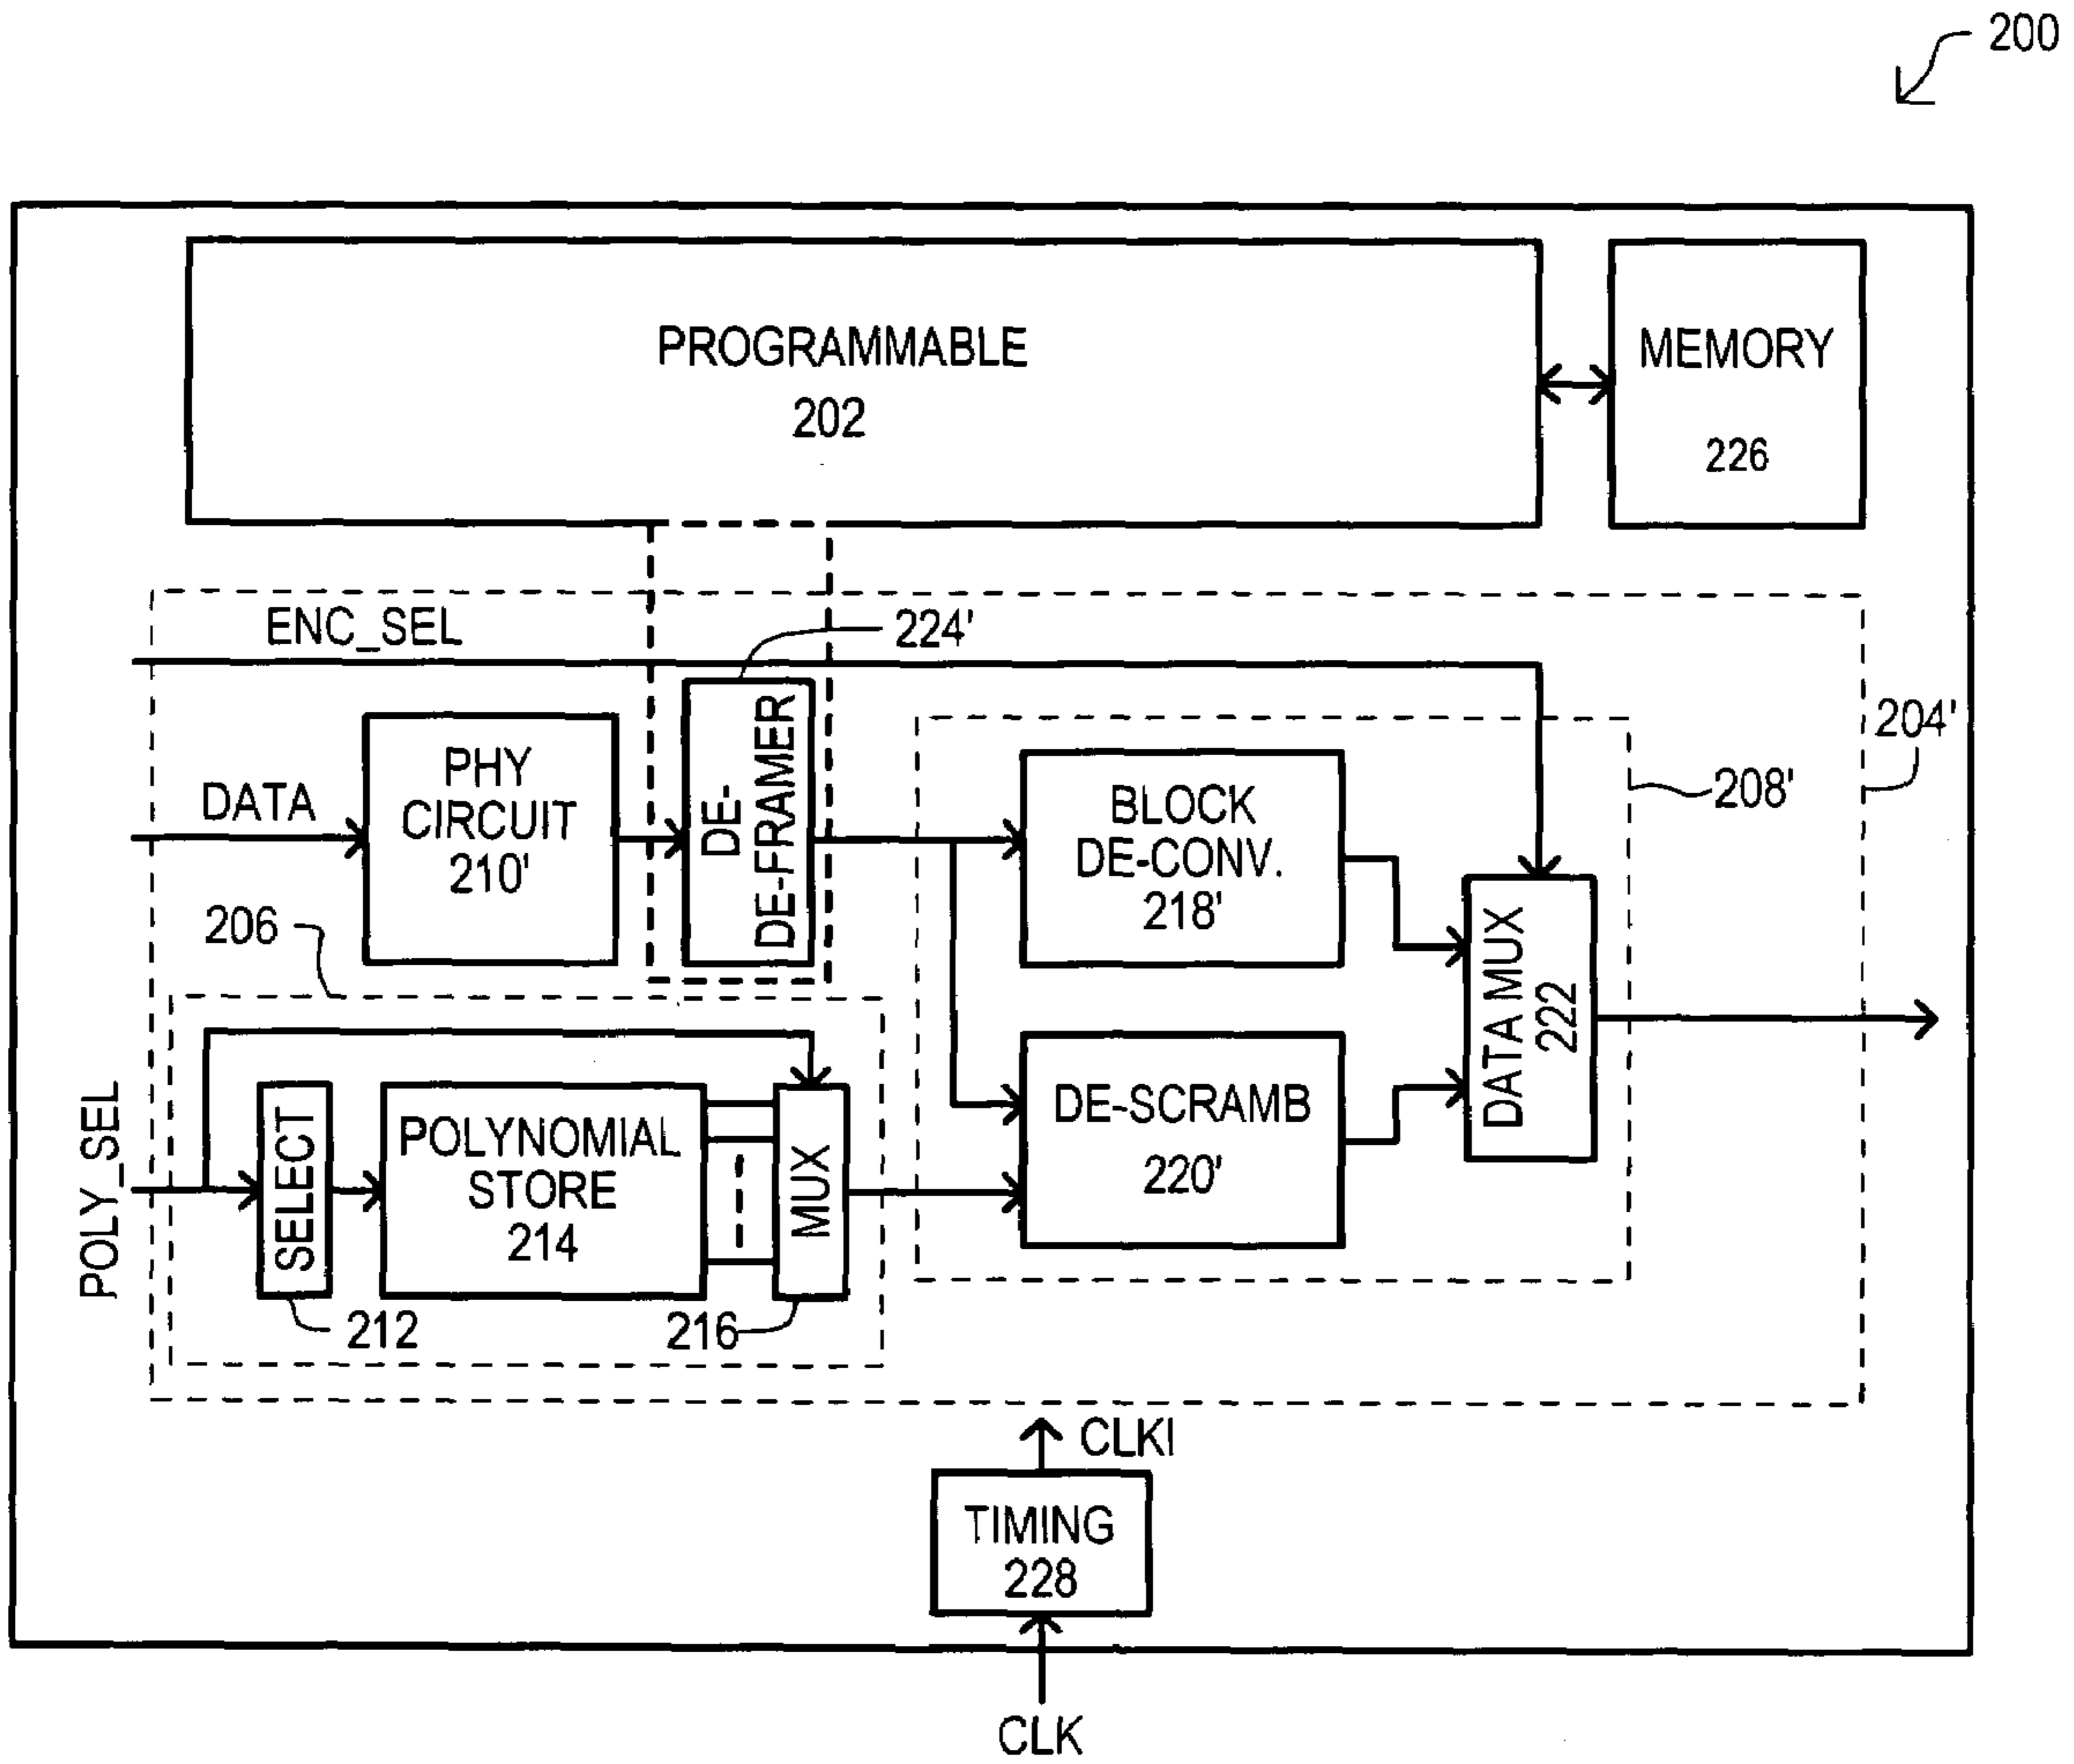 200
PROGRAMMABLE
202
MEMORY
226
ENC_SEL
224'
204'
DATA
PHY
CIRCUIT
210'
DE-
DE-FRAMER
BLOCK
DE-CONV.
218'
208'
206
DATA MUX
222
POLY_SEL
SELECT
POLYNOMIAL
STORE
214
MUX
DE-SCRAMB
220'
212
216
CLKI
TIMING
228
CLK